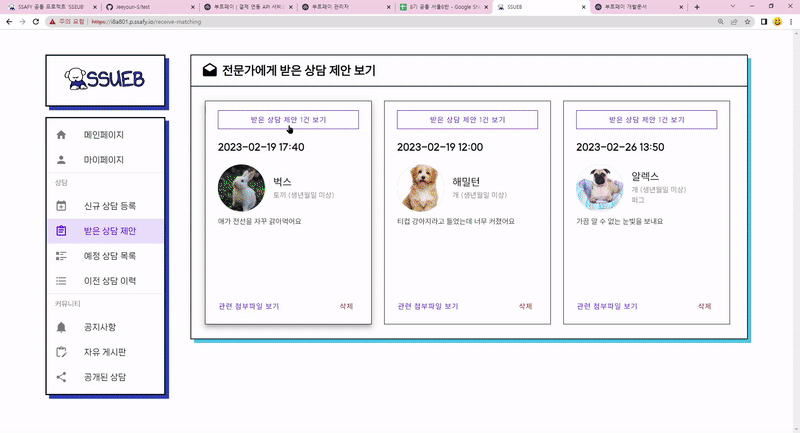 SSAFY 공통 프로젝트 'SSUEB'
Jeeyoun-S/test
부트페이 | 결제 연동 API 서비스
부트페이 관리자
8기 공통 서울8반 - Google Sh
SSUEB
부트페이 개발문서
주의 요함 | https://i8a801.p.ssafy.io/receive-matching
SSUEB
메인페이지
마이페이지
상담
신규 상담 등록
받은 상담 제안
예정 상담 목록
이전 상담 이력
커뮤니티
공지사항
자유 게시판
공개된 상담
전문가에게 받은 상담 제안 보기
받은 상담 제안 1건 보기
2023-02-19 17:40
벅스
토끼 (생년월일 미상)
애가 전선을 자꾸 갉아먹어요
관련 첨부파일 보기
삭제
받은 상담 제안 1건 보기
2023-02-19 12:00
해밀턴
개 (생년월일 미상)
티컵 강아지라고 들었는데 너무 커졌어요
관련 첨부파일 보기
삭제
받은 상담 제안 1건 보기
2023-02-26 13:50
알렉스
개 (생년월일 미상)
퍼그
가끔 알 수 없는 눈빛을 보내요
관련 첨부파일 보기
삭제